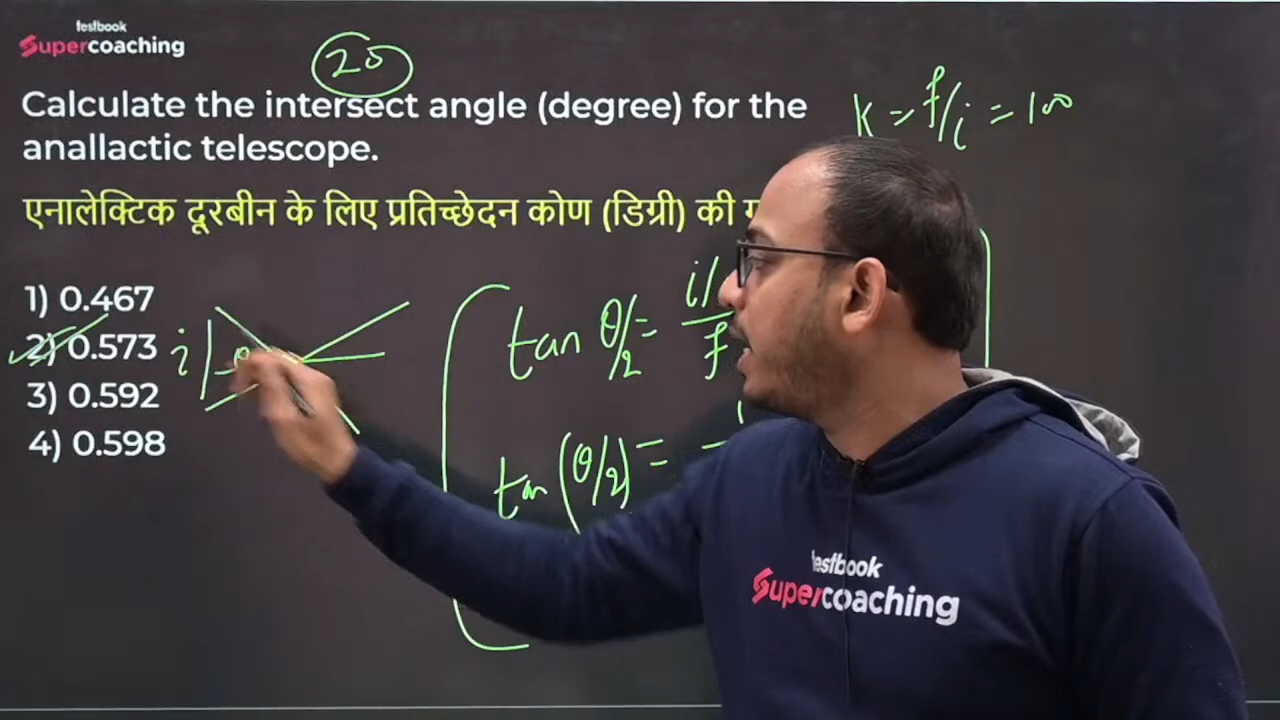 testbook
Supercoaching
20
Calculate the intersect angle (degree) for the
anallactic telescope.
K = f/i = 100
एनालेक्टिक दूरबीन के लिए प्रतिच्छेदन कोण (डिग्री) की
1) 0.467
2) 0.573
3) 0.592
4) 0.598
i
θ
tan θ/2 = i/
f
tan (θ/2) =
testbook
Supercoaching